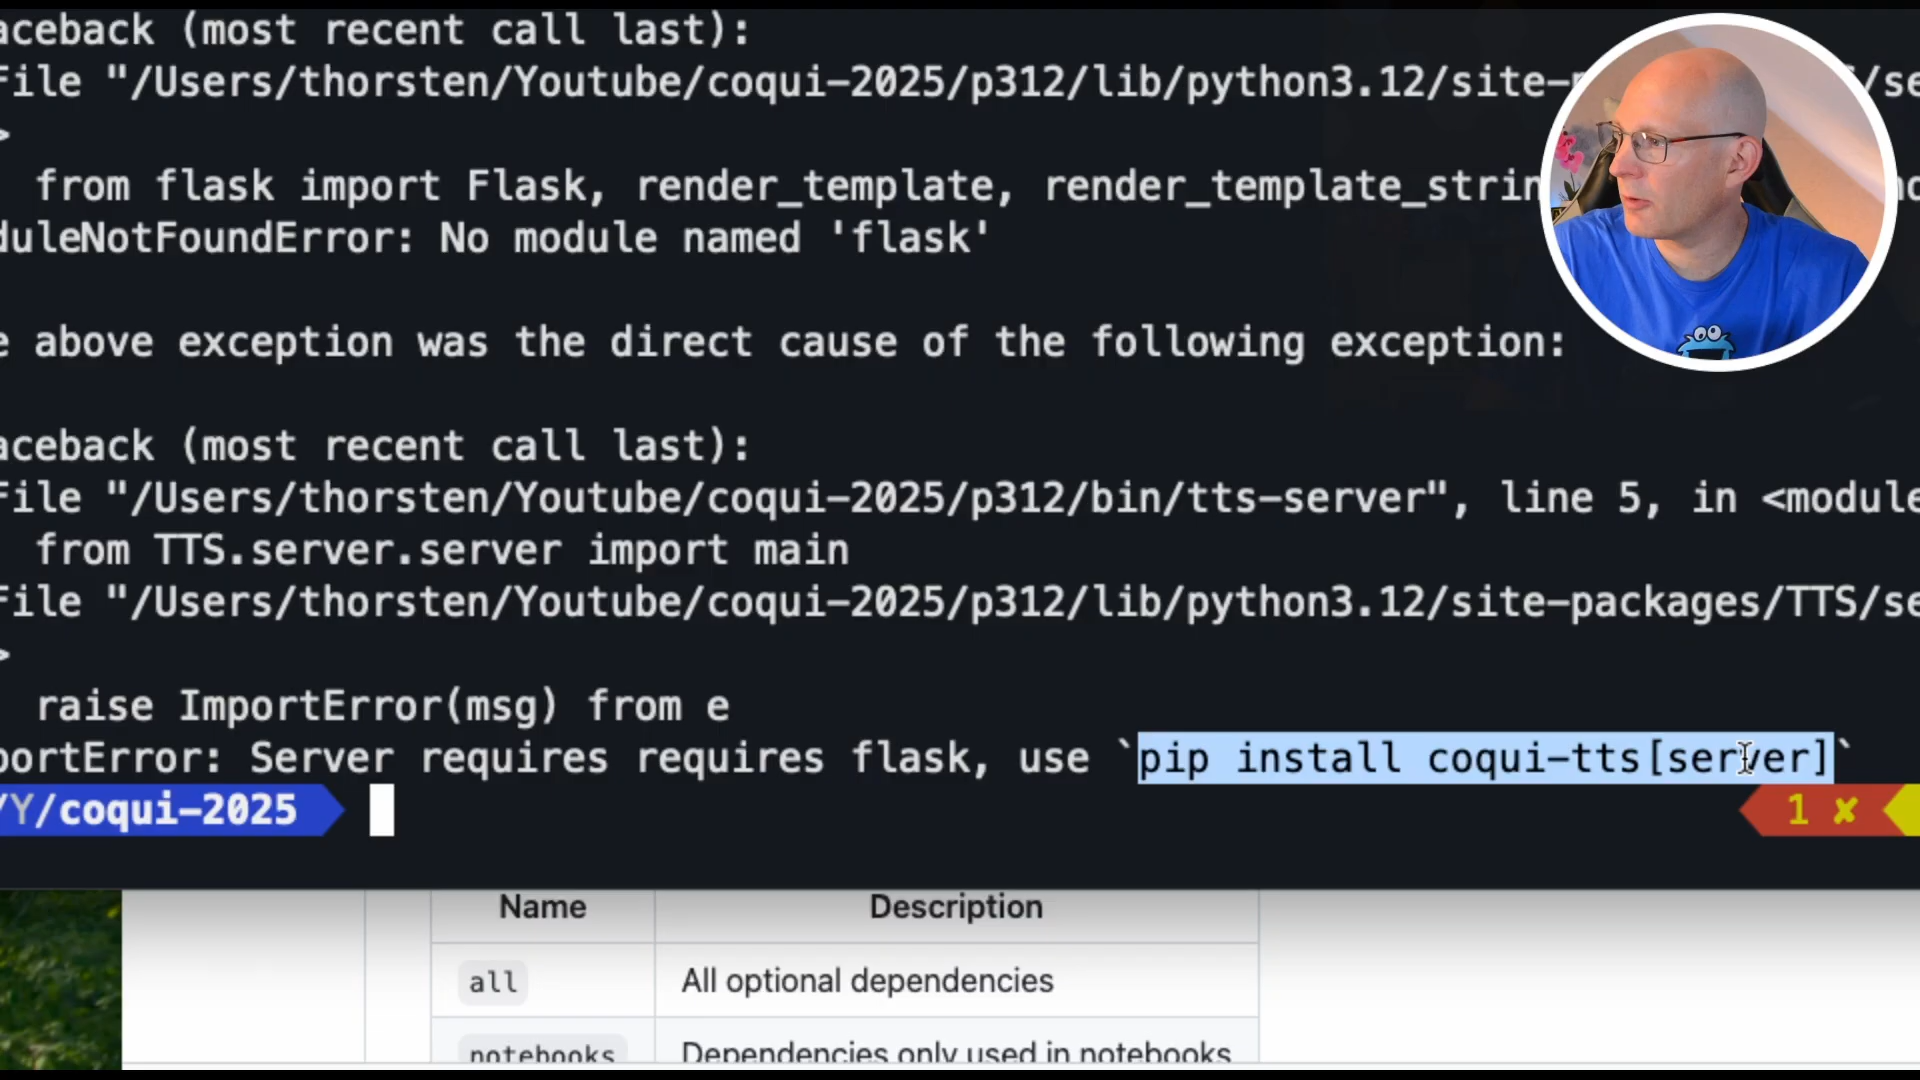 aceback (most recent call last):
File "/Users/thorsten/Youtube/coqui-2025/p312/lib/python3.12/site-
>
from flask import Flask, render_template, render_template_strin
duleNotFoundError: No module named 'flask'
e above exception was the direct cause of the following exception:
aceback (most recent call last):
File "/Users/thorsten/Youtube/coqui-2025/p312/bin/tts-server", line 5, in <module
from TTS.server.server import main
File "/Users/thorsten/Youtube/coqui-2025/p312/lib/python3.12/site-packages/TTS/se
>
raise ImportError(msg) from e
portError: Server requires requires flask, use `pip install coqui-tts[server]`
/Y/coqui-2025 1 ✘
Name Description
all All optional dependencies
notebooks Dependencies only used in notebooks